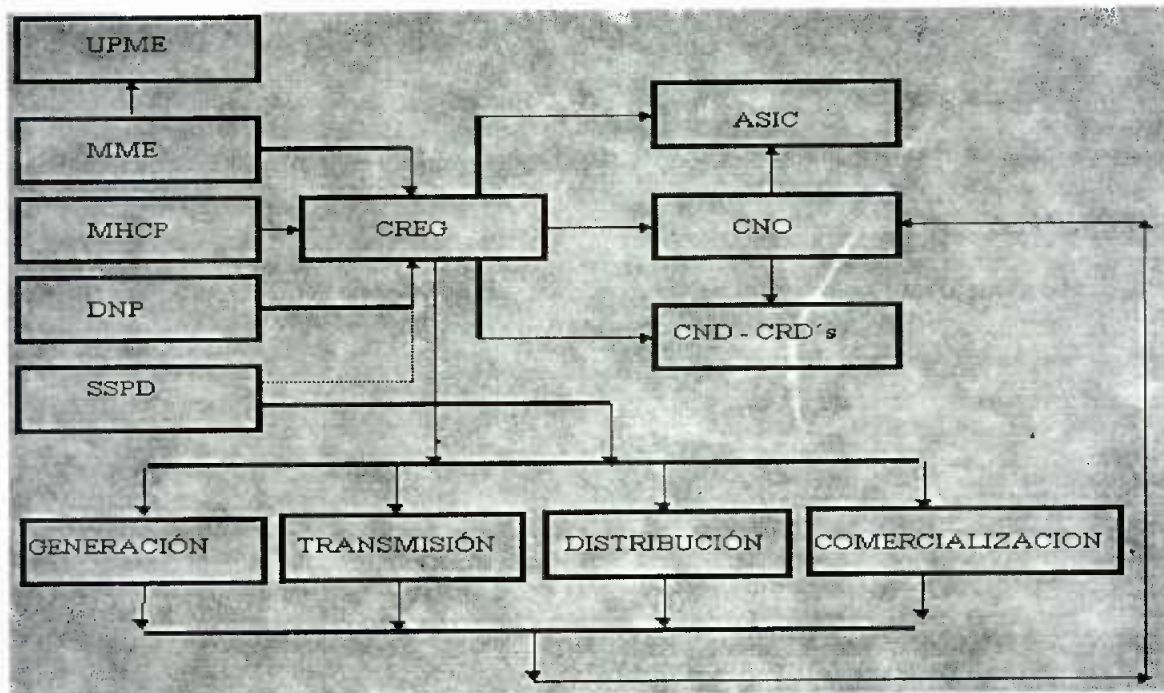 UPME
MME
ASIC
MHCP
CREG
CNO
DNP
CND - CRD´s
SSPD
GENERACIÓN
TRANSMISIÓN
DISTRIBUCIÓN
COMERCIALIZACION